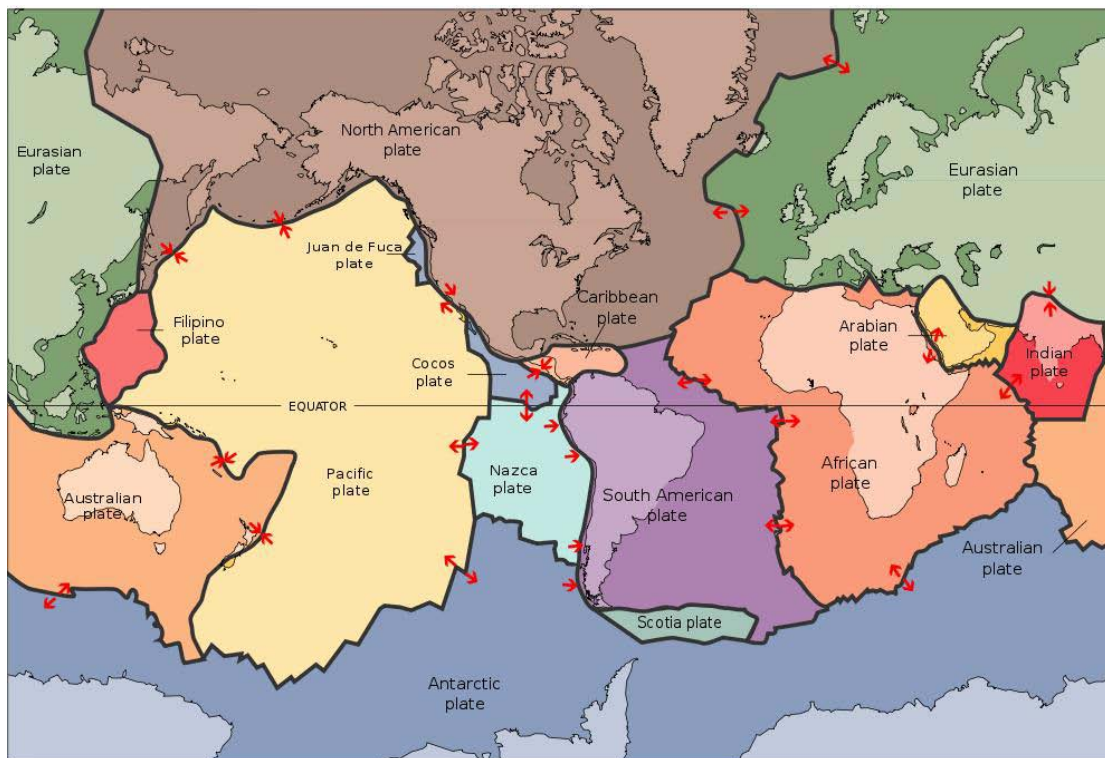 North American
plate
Eurasian
plate
Eurasian
plate
Juan de Fuca
plate
Caribbean
plate
Filipino
plate
Arabian
plate
Indian
plate
Cocos
plate
EQUATOR
Nazca
plate
African
plate
Pacific
plate
Australian
plate
South American
plate
Australian
plate
Scotia plate
Antarctic
plate